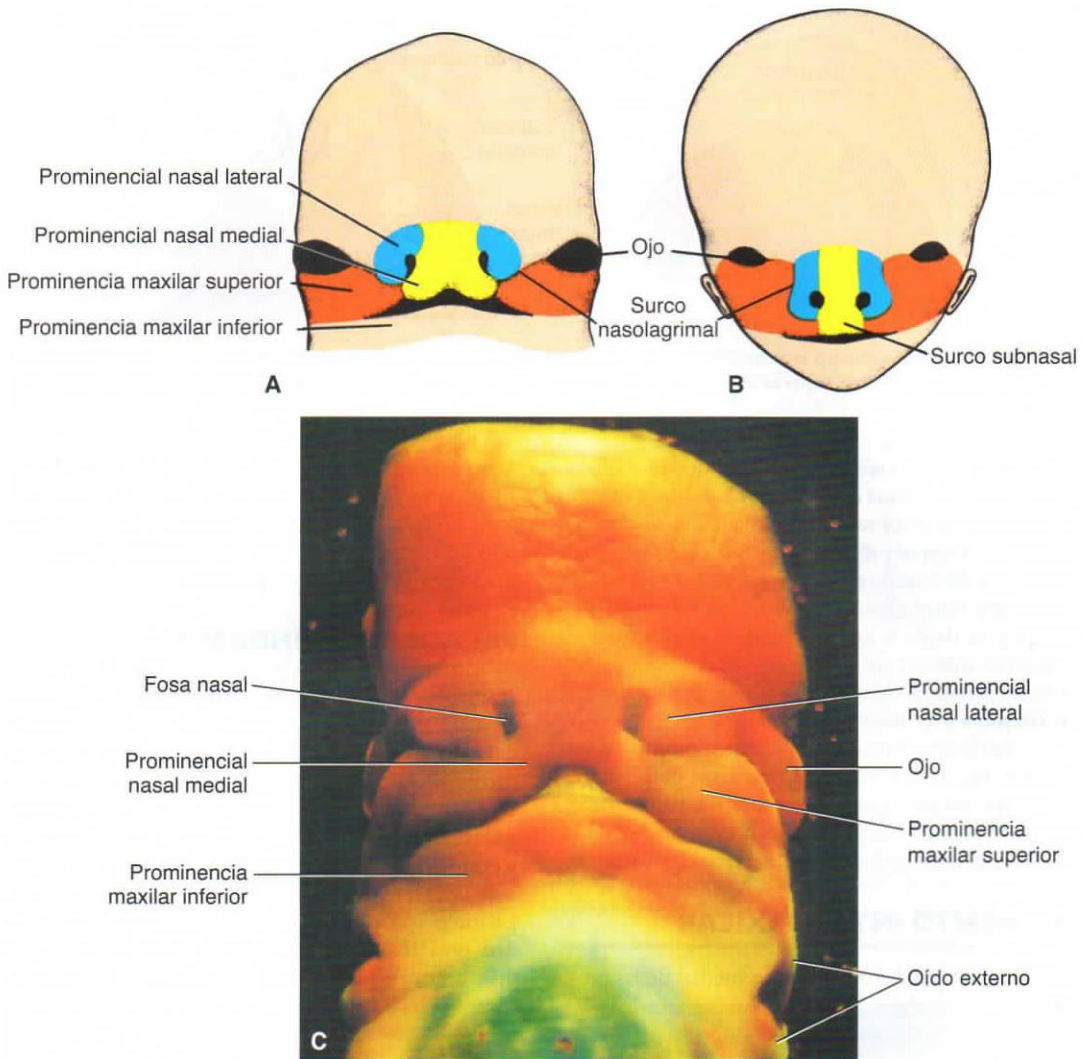 Prominencial nasal lateral
Prominencial nasal medial
Prominencia maxilar superior
Prominencia maxilar inferior
Ojo
Surco
nasolagrimal
Surco subnasal
A
B
Fosa nasal
Prominencial
nasal medial
Prominencia
maxilar inferior
Prominencial
nasal lateral
Ojo
Prominencia
maxilar superior
Oído externo
C